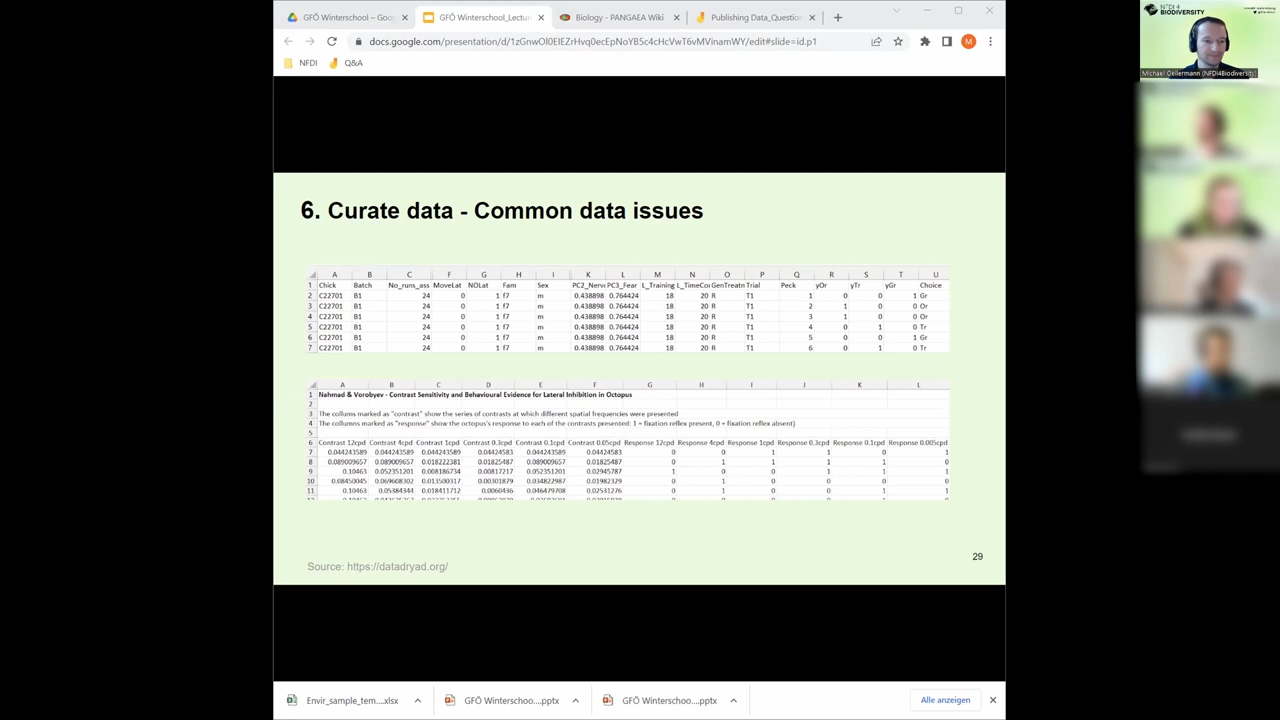 GFÖ Winterschool – Goo
GFÖ Winterschool_Lectu
Biology - PANGAEA Wiki
Publishing Data_Question
docs.google.com/presentation/d/1zGnwOl0EIEZrHvq0ecEpNoYB5c4cHcVwT6vMVinamWY/edit#slide=id.p1
NFDI Q&A
6. Curate data - Common data issues
A B C F G H I K L M N O P Q R S T U
1 Chick Batch No_runs_ass MoveLat NOLat Fam Sex PC2_Nerv PC3_Fear L_Training L_TimeCo GenTreatm Trial Peck yOr yTr yGr Choice
2 C22701 B1 24 0 1 f7 m 0.438898 0.764424 18 20 R T1 1 0 0 1 Gr
3 C22701 B1 24 0 1 f7 m 0.438898 0.764424 18 20 R T1 2 1 0 0 Or
4 C22701 B1 24 0 1 f7 m 0.438898 0.764424 18 20 R T1 3 1 0 0 Or
5 C22701 B1 24 0 1 f7 m 0.438898 0.764424 18 20 R T1 4 0 1 0 Tr
6 C22701 B1 24 0 1 f7 m 0.438898 0.764424 18 20 R T1 5 0 0 1 Gr
7 C22701 B1 24 0 1 f7 m 0.438898 0.764424 18 20 R T1 6 0 1 0 Tr
A B C D E F G H I J K L
1 Nahmad & Vorobyev - Contrast Sensitivity and Behavioural Evidence for Lateral Inhibition in Octopus
2
3 The collums marked as "contrast" show the series of contrasts at which different spatial frequencies were presented
4 The collumns marked as "response" show the octopus's response to each of the contrasts presented: 1 = fixation reflex present, 0 = fixation reflex absent)
5
6 Contrast 12cpd Contrast 4cpd Contrast 1cpd Contrast 0.3cpd Contrast 0.1cpd Contrast 0.05cpd Response 12cpd Response 4cpd Response 1cpd Response 0.3cpd Response 0.1cpd Response 0.005cpd
7 0.044243589 0.044243589 0.044243589 0.04424583 0.044243589 0.04424583 0 0 1 1 0 1
8 0.089009657 0.089009657 0.018222381 0.01825487 0.089009657 0.01825487 0 1 1 1 1 0
9 0.10463 0.052351201 0.008186734 0.00817217 0.052351201 0.02945787 1 0 0 0 1 1
10 0.08450045 0.069608302 0.013500317 0.00301879 0.034822987 0.01982329 0 1 0 0 0 0
11 0.10463 0.05384344 0.018411712 0.0060436 0.046479708 0.02531276 0 1 0 0 1 1
29
Source: https://datadryad.org/
Envir_sample_tem....xlsx
GFÖ Winterschoo....pptx
GFÖ Winterschoo....pptx
Alle anzeigen
BIODIVERSITY
Michael Oellermann (NFDI4Biodiversity)